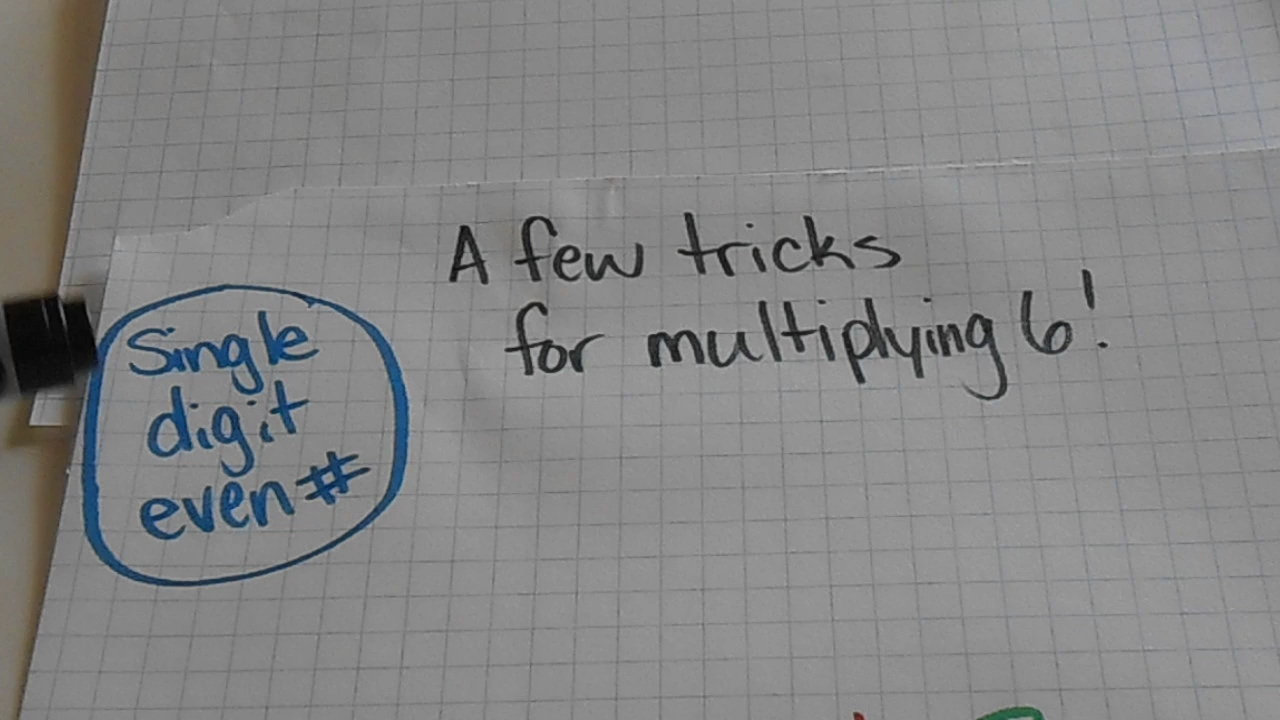 A few tricks
for multiplying 6!
Single
digit
even #